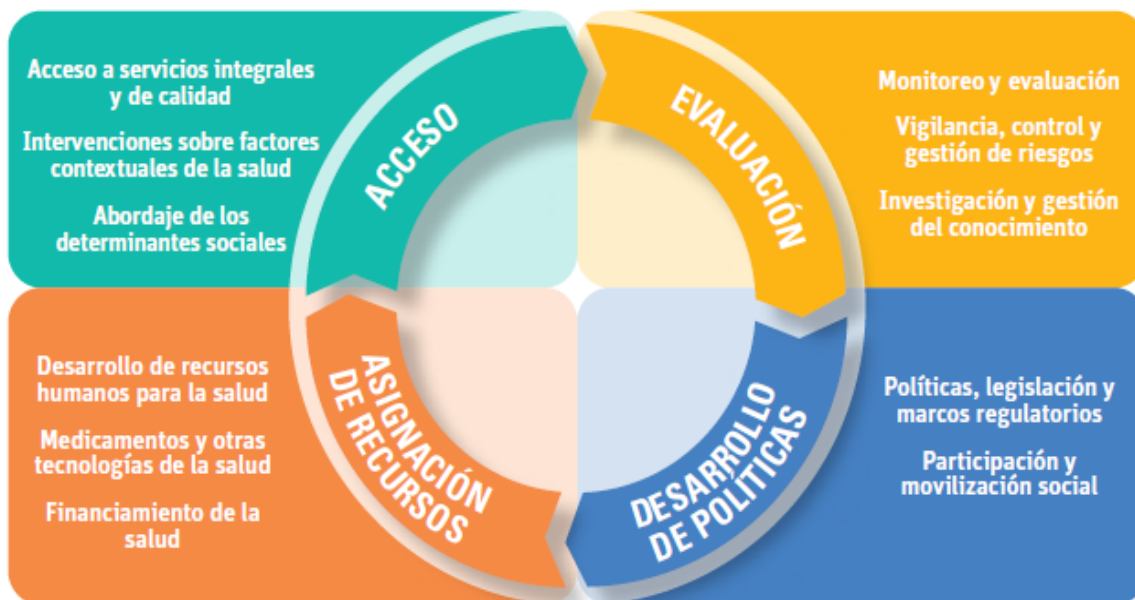 Acceso a servicios integrales
y de calidad
Intervenciones sobre factores
contextuales de la salud
Abordaje de los
determinantes sociales
ACCESO
EVALUACIÓN
Monitoreo y evaluación
Vigilancia, control y
gestión de riesgos
Investigación y gestión
del conocimiento
Desarrollo de recursos
humanos para la salud
Medicamentos y otras
tecnologías de la salud
Financiamiento de la
salud
ASIGNACIÓN
DE RECURSOS
DESARROLLO
DE POLÍTICAS
Políticas, legislación y
marcos regulatorios
Participación y
movilización social